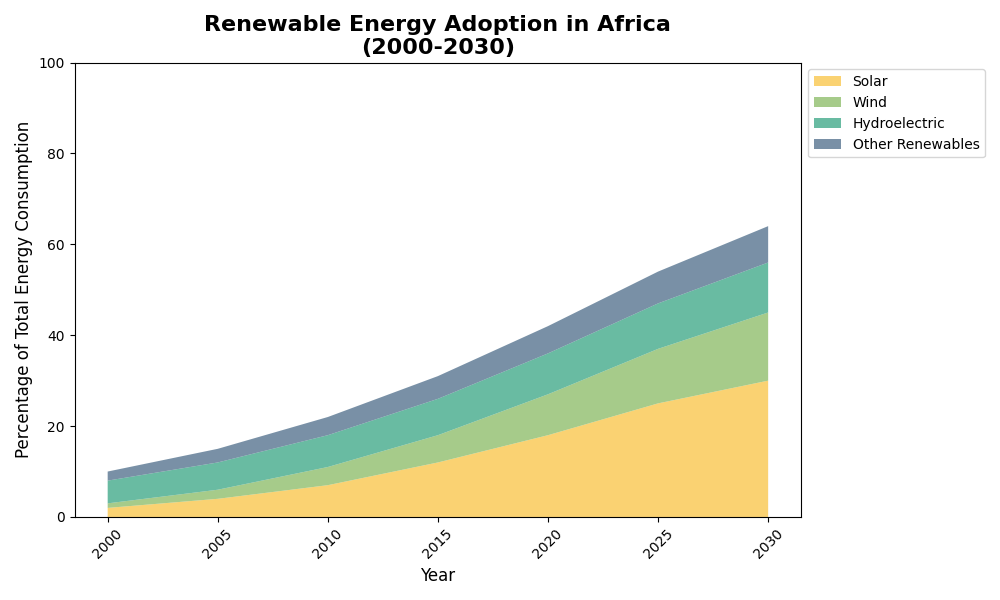 Renewable Energy Adoption in Africa
(2000-2030)
Percentage of Total Energy Consumption
100
80
60
40
20
0
2000
2005
2010
2015
2020
2025
2030
Year
Solar
Wind
Hydroelectric
Other Renewables